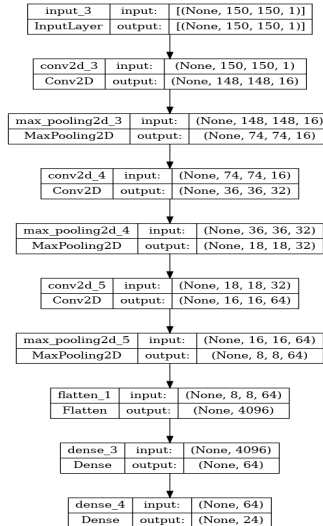 input_3 input: [(None, 150, 150, 1)]
InputLayer output: [(None, 150, 150, 1)]
conv2d_3 input: (None, 150, 150, 1)
Conv2D output: (None, 148, 148, 16)
max_pooling2d_3 input: (None, 148, 148, 16)
MaxPooling2D output: (None, 74, 74, 16)
conv2d_4 input: (None, 74, 74, 16)
Conv2D output: (None, 36, 36, 32)
max_pooling2d_4 input: (None, 36, 36, 32)
MaxPooling2D output: (None, 18, 18, 32)
conv2d_5 input: (None, 18, 18, 32)
Conv2D output: (None, 16, 16, 64)
max_pooling2d_5 input: (None, 16, 16, 64)
MaxPooling2D output: (None, 8, 8, 64)
flatten_1 input: (None, 8, 8, 64)
Flatten output: (None, 4096)
dense_3 input: (None, 4096)
Dense output: (None, 64)
dense_4 input: (None, 64)
Dense output: (None, 24)